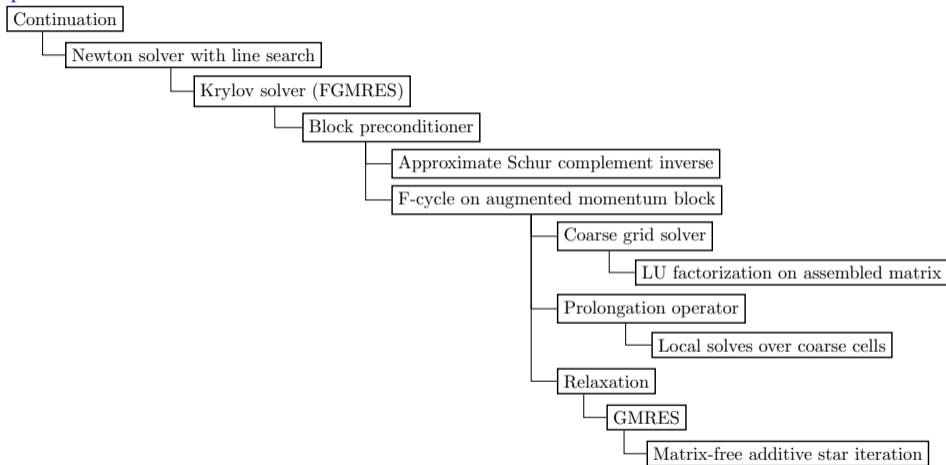 Continuation
Newton solver with line search
Krylov solver (FGMRES)
Block preconditioner
Approximate Schur complement inverse
F-cycle on augmented momentum block
Coarse grid solver
LU factorization on assembled matrix
Prolongation operator
Local solves over coarse cells
Relaxation
GMRES
Matrix-free additive star iteration